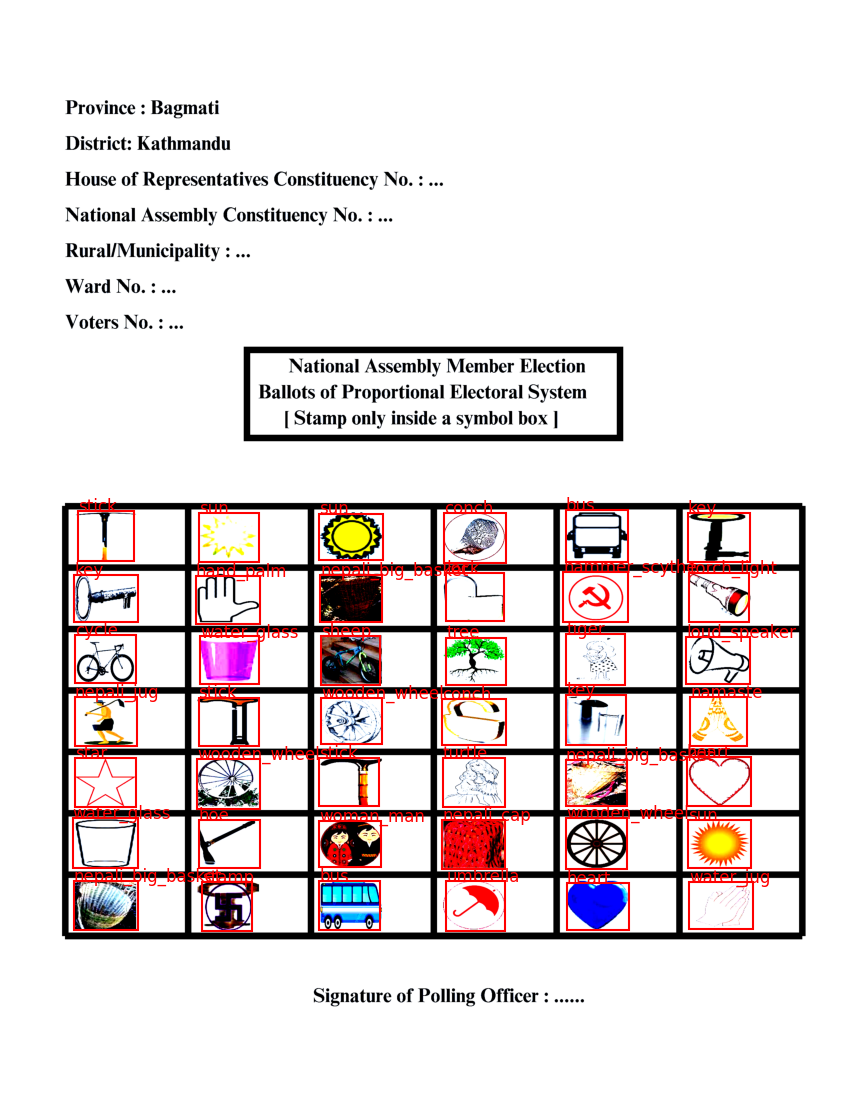 Province : Bagmati
District: Kathmandu
House of Representatives Constituency No. : ...
National Assembly Constituency No. : ...
Rural/Municipality : ...
Ward No. : ...
Voters No. : ...
National Assembly Member Election
Ballots of Proportional Electoral System
[ Stamp only inside a symbol box ]
stick sun sun conch bus key
key hand_palm nepali_big_basket hammer_scythe torch_light
cycle water_glass sheep tree tiger loud_speaker
nepali_jug stick wooden_wheel conch key namaste
star wooden_wheel stick turtle nepali_big_basket heart
water_glass hoe woman_man nepali_cap wooden_wheel sun
nepali_big_basket bus umbrella heart water_jug
Signature of Polling Officer : ......